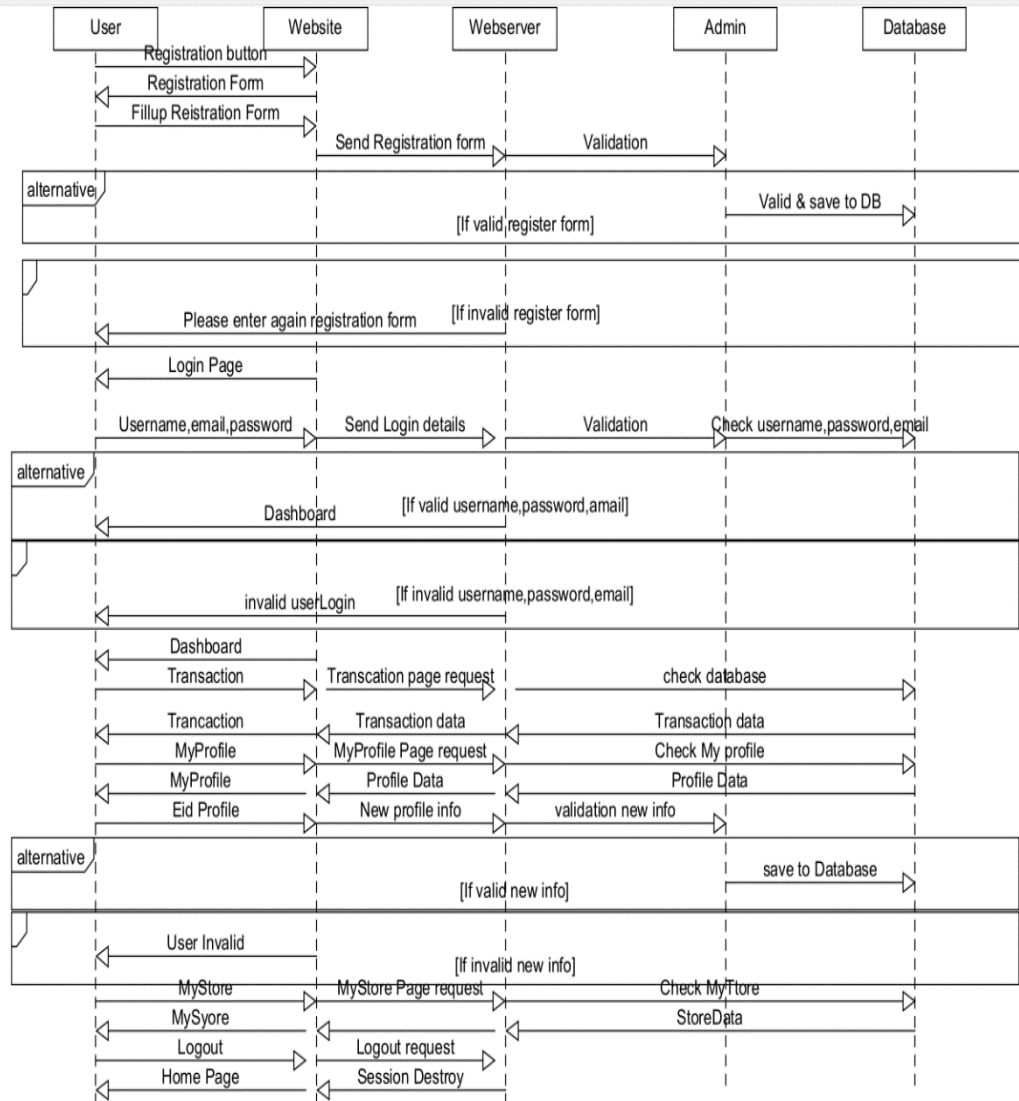 User Website Webserver Admin Database
Registration button
Registration Form
Fillup Reistration Form
Send Registration form Validation
alternative
Valid & save to DB
[If valid register form]
[If invalid register form]
Please enter again registration form
Login Page
Username,email,password Send Login details Validation Check username,password,email
alternative
[If valid username,password,amail]
Dashboard
[If invalid username,password,email]
invalid userLogin
Dashboard
Transaction Transcation page request check database
Trancaction Transaction data Transaction data
MyProfile MyProfile Page request Check My profile
MyProfile Profile Data Profile Data
Eid Profile New profile info validation new info
alternative
save to Database
[If valid new info]
User Invalid
[If invalid new info]
MyStore MyStore Page request Check MyTtore
MySyore StoreData
Logout Logout request
Home Page Session Destroy